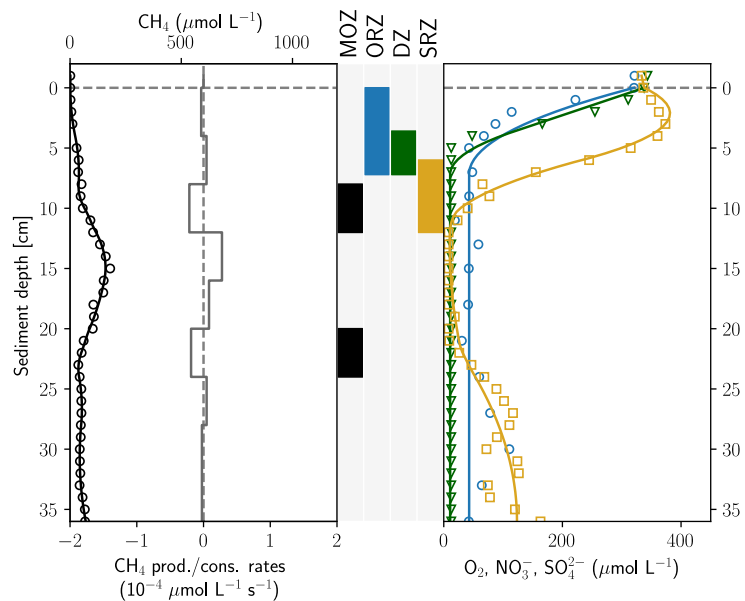 CH₄ (μmol L⁻¹)
0 500 1000
MOZ
ORZ
DZ
SRZ
Sediment depth [cm]
0 0
5 5
10 10
15 15
20 20
25 25
30 30
35 35
−2 −1 0 1 2
0 200 400
CH₄ prod./cons. rates
(10⁻⁴ μmol L⁻¹ s⁻¹)
O₂, NO₃⁻, SO₄²⁻ (μmol L⁻¹)